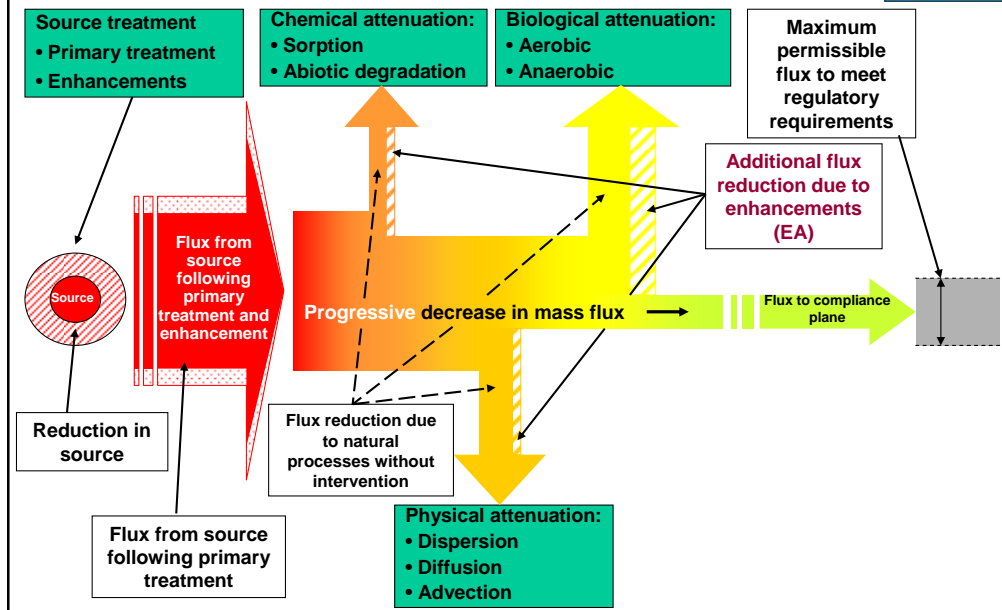 Source treatment
• Primary treatment
• Enhancements
Chemical attenuation:
• Sorption
• Abiotic degradation
Biological attenuation:
• Aerobic
• Anaerobic
Maximum
permissible
flux to meet
regulatory
requirements
Additional flux
reduction due to
enhancements
(EA)
Source
Flux from
source
following
primary
treatment and
enhancement
Progressive decrease in mass flux
Flux to compliance
plane
Reduction in
source
Flux reduction due
to natural
processes without
intervention
Flux from source
following primary
treatment
Physical attenuation:
• Dispersion
• Diffusion
• Advection